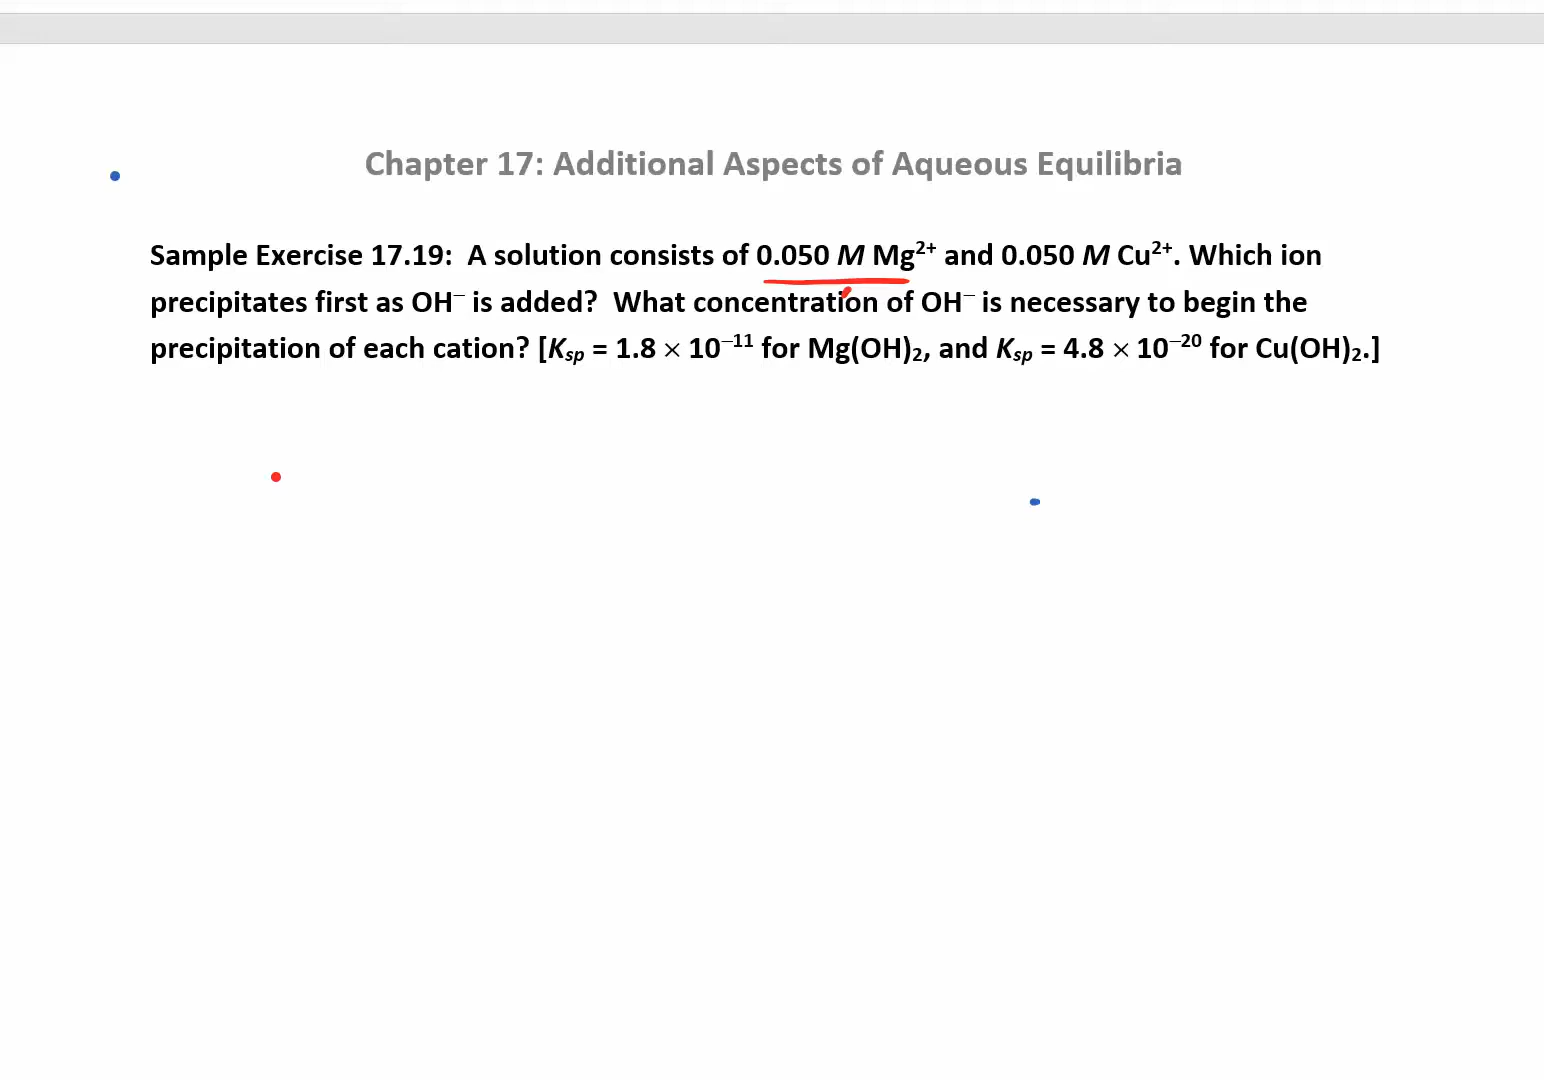 Chapter 17: Additional Aspects of Aqueous Equilibria
Sample Exercise 17.19:  A solution consists of 0.050 M Mg²⁺ and 0.050 M Cu²⁺. Which ion
precipitates first as OH⁻ is added?  What concentration of OH⁻ is necessary to begin the
precipitation of each cation? [Ksp = 1.8 × 10⁻¹¹ for Mg(OH)₂, and Ksp = 4.8 × 10⁻²⁰ for Cu(OH)₂.]